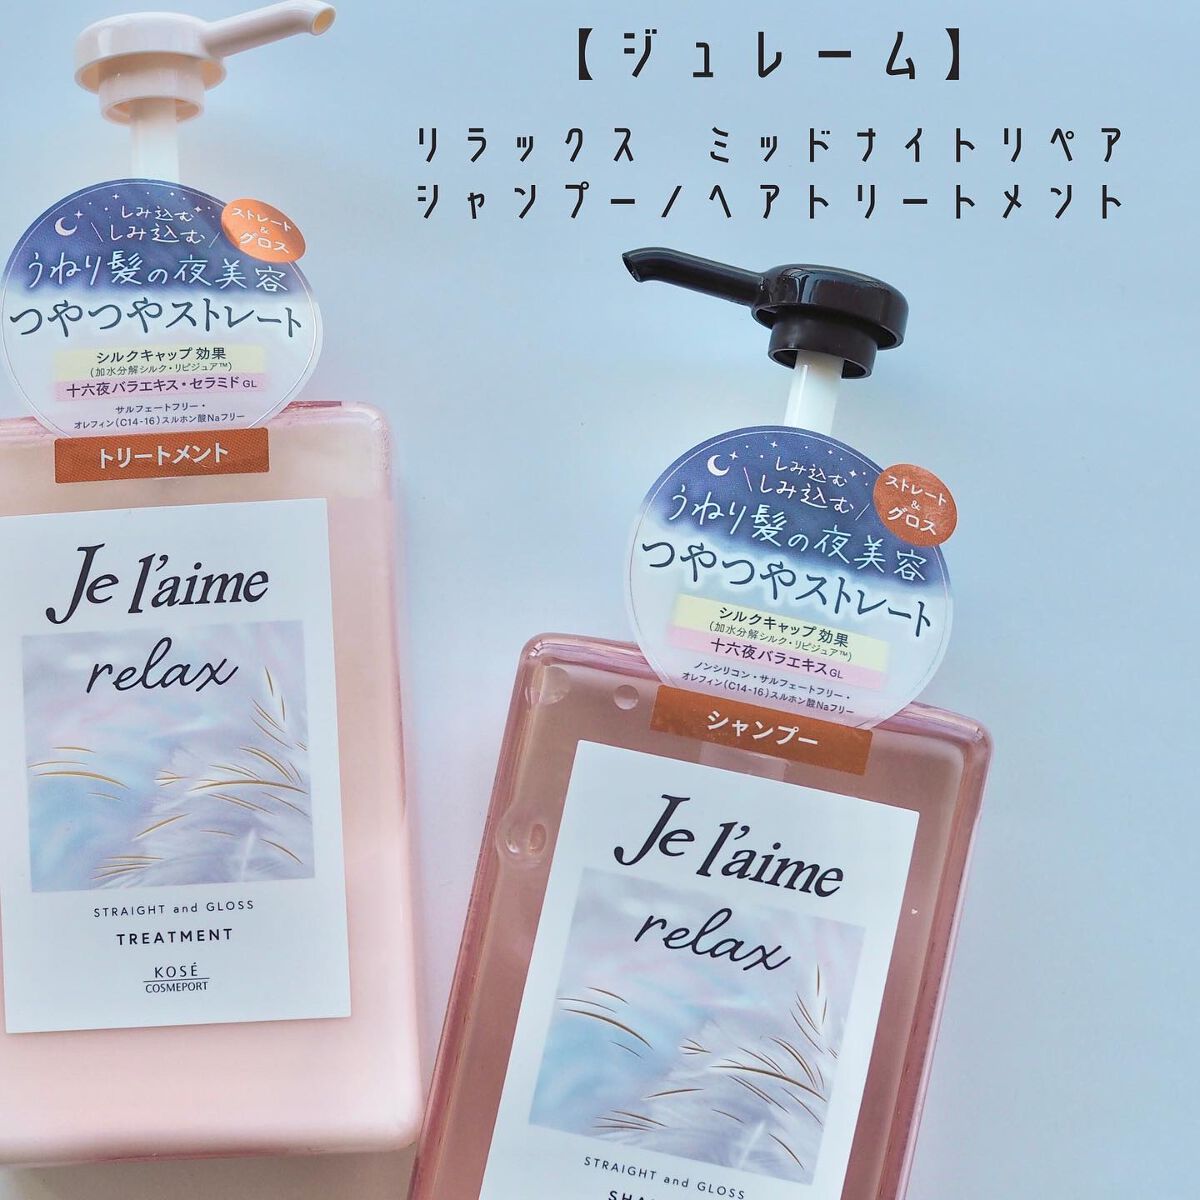 【ジュレーム】
リラックス ミッドナイトリペア
シャンプー/ヘアトリートメント
しみ込む
\しみ込む/
ストレート
&
グロス
うねり髪の夜美容
つやつやストレート
シルクキャップ効果
(加水分解シルク・リピジュア™)
十六夜バラエキス・セラミドGL
サルフェートフリー・
オレフィン(C14-16)スルホン酸Naフリー
トリートメント
Je l'aime
relax
STRAIGHT and GLOSS
TREATMENT
KOSÉ
COSMEPORT
しみ込む
\しみ込む/
ストレート
&
グロス
うねり髪の夜美容
つやつやストレート
シルクキャップ効果
(加水分解シルク・リピジュア™)
十六夜バラエキスGL
ノンシリコン・サルフェートフリー・
オレフィン(C14-16)スルホン酸Naフリー
シャンプー
Je l'aime
relax
STRAIGHT and GLOSS